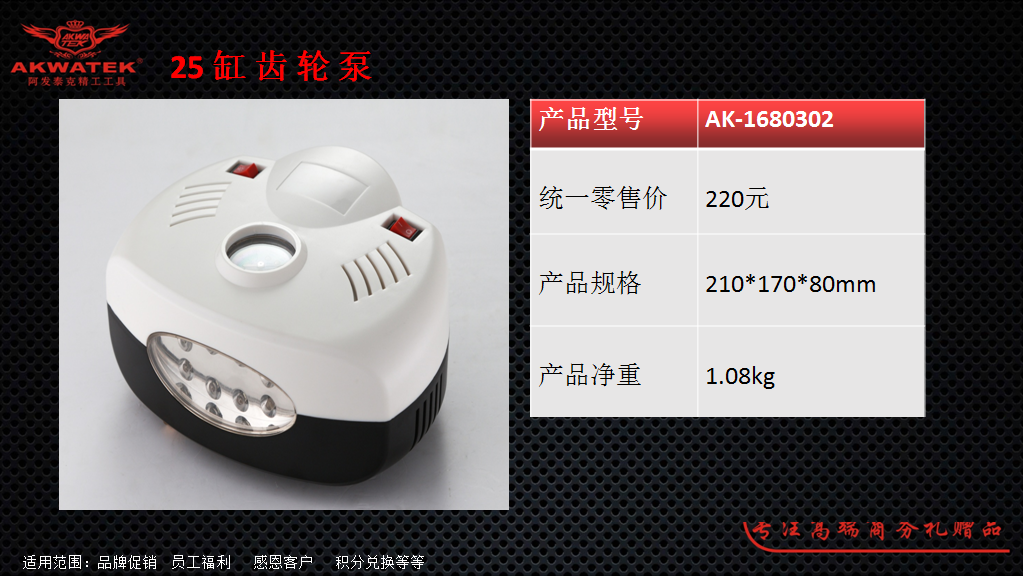 AKWATEK
AKWATEK®
阿发泰克精工工具
25缸齿轮泵
产品型号 AK-1680302
统一零售价 220元
产品规格 210*170*80mm
产品净重 1.08kg
专注高端商务礼赠品
适用范围：品牌促销 员工福利 感恩客户 积分兑换等等